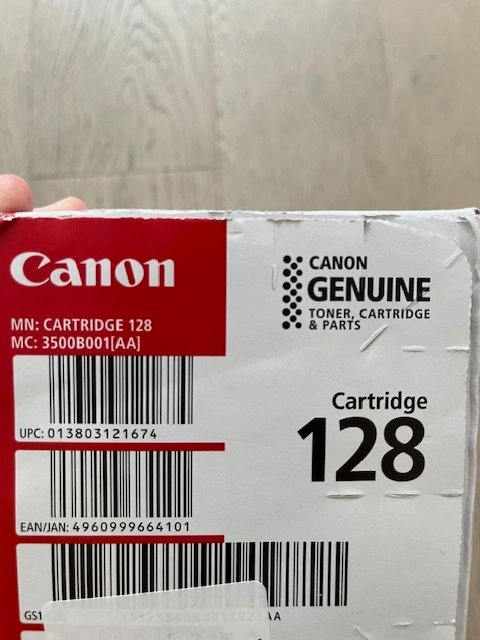 Canon
MN: CARTRIDGE 128
MC: 3500B001[AA]
UPC: 013803121674
EAN/JAN: 4960999664101
GS1
AA
CANON
GENUINE
TONER, CARTRIDGE
& PARTS
Cartridge
128